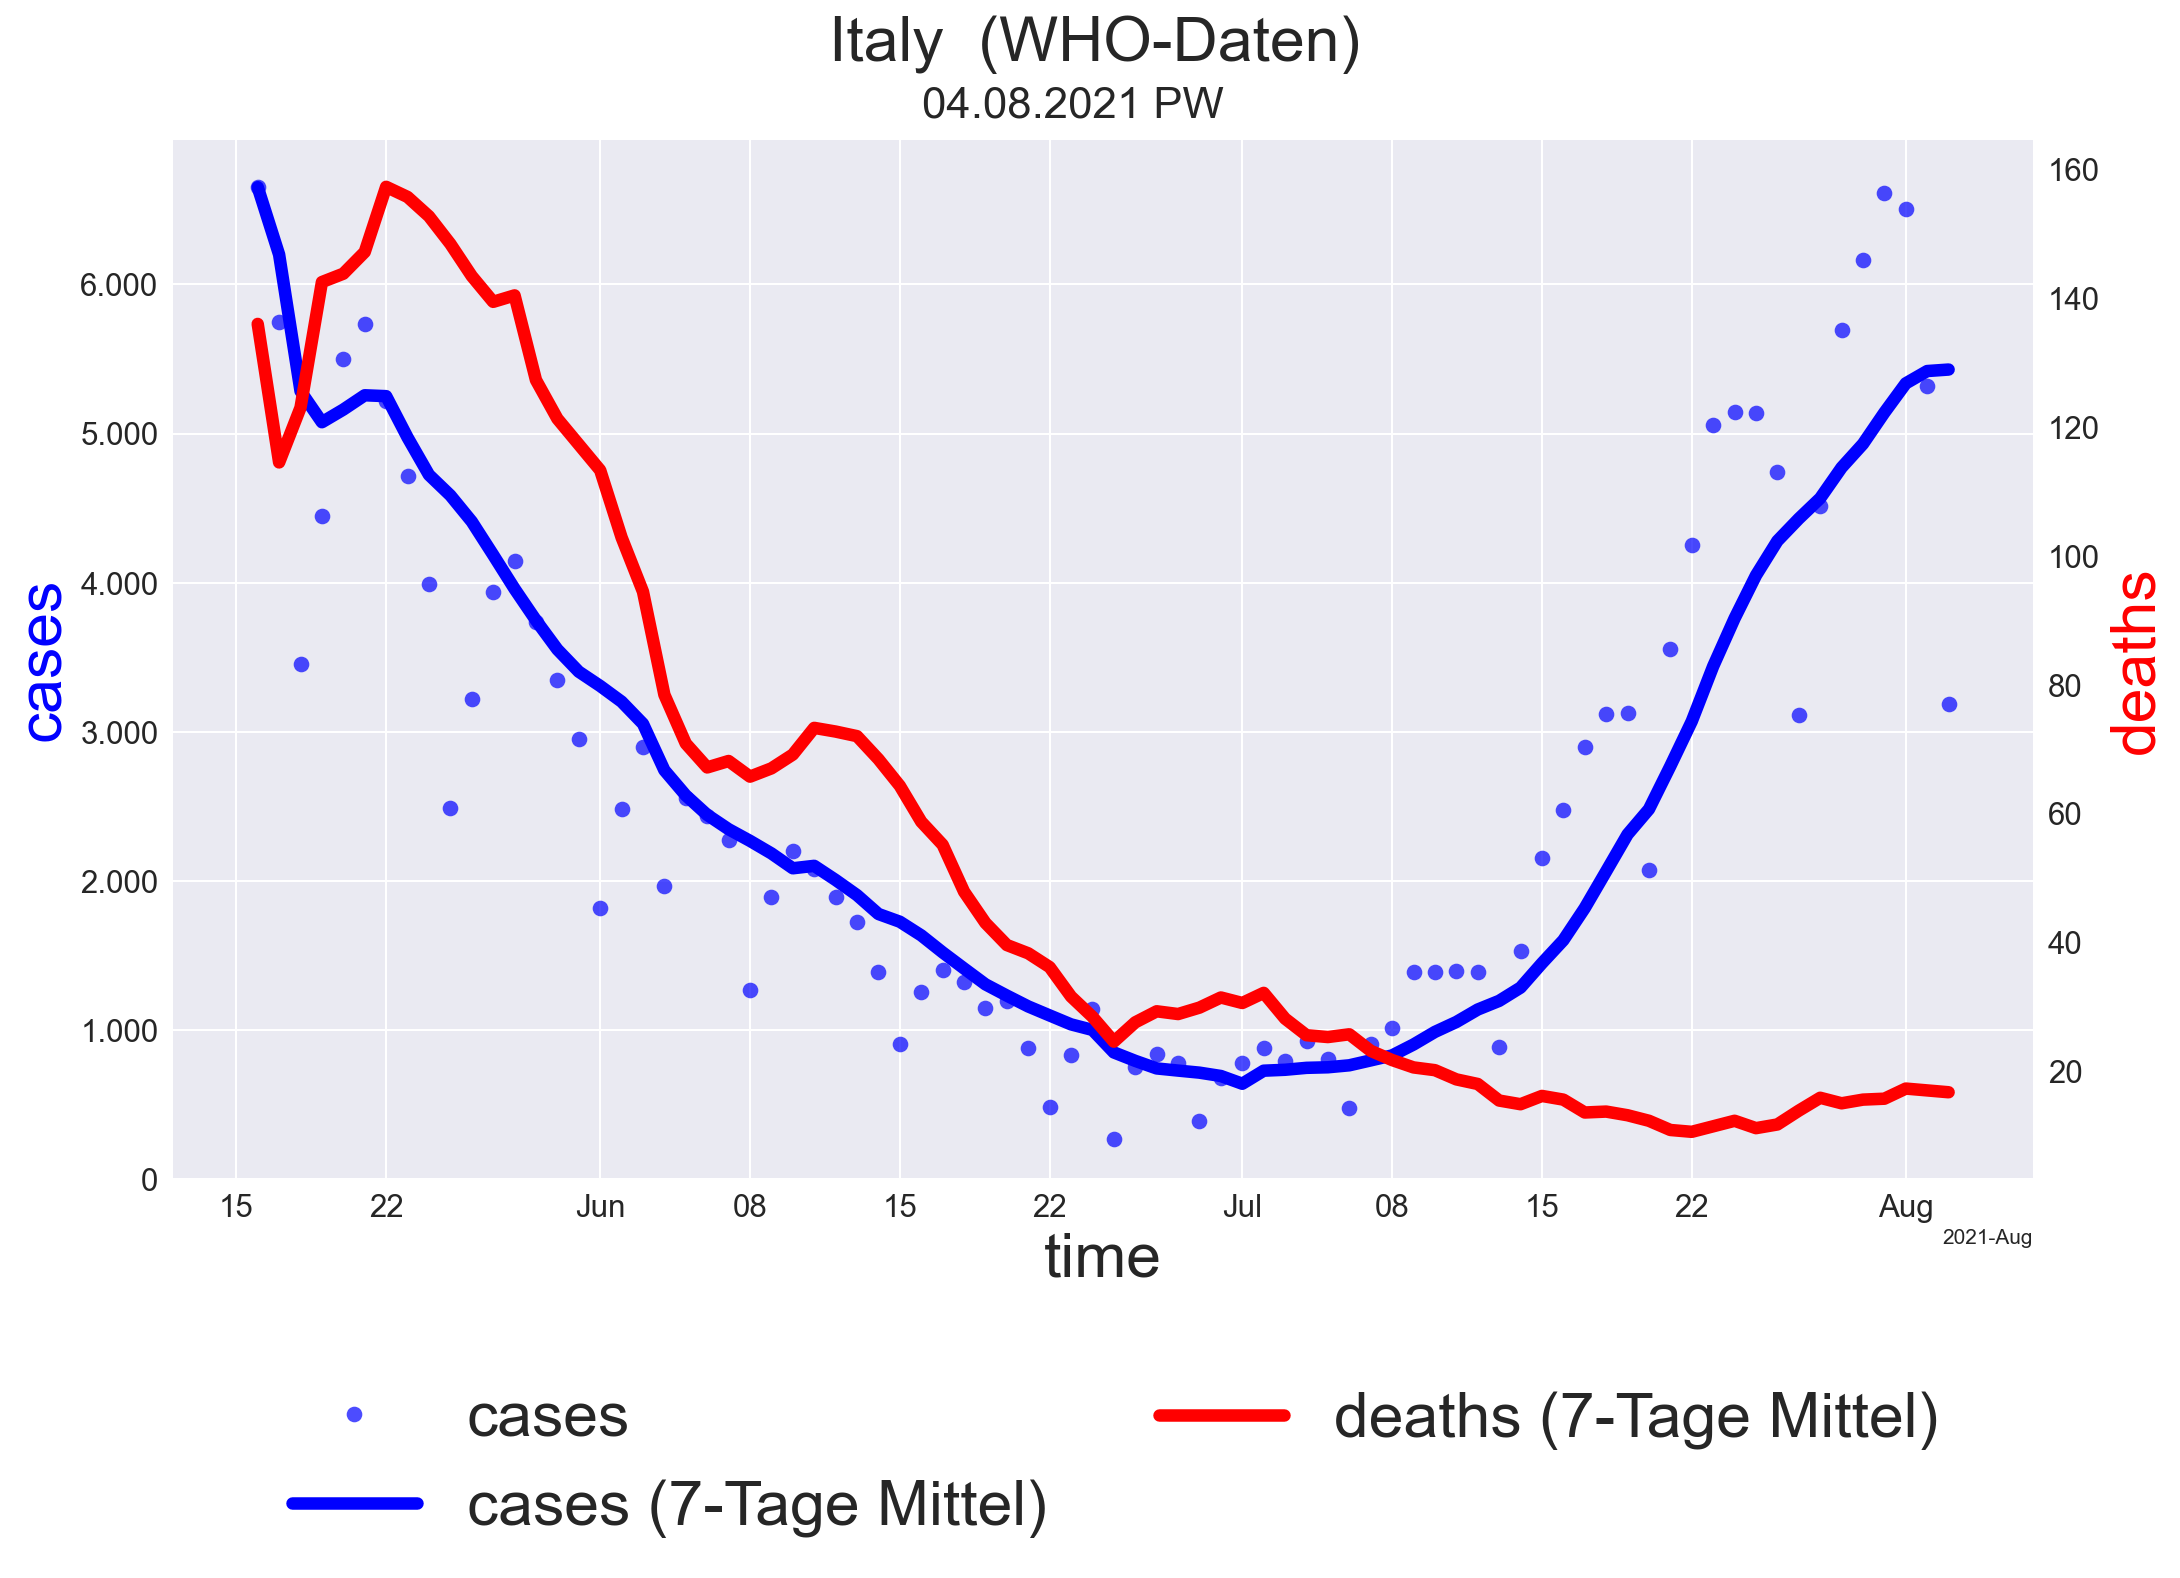 Italy (WHO-Daten)
04.08.2021 PW
160
6.000
140
5.000
120
4.000
100
cases
deaths
3.000
80
60
2.000
40
1.000
20
0
15 22 Jun 08 15 22 Jul 08 15 22 Aug
2021-Aug
time
cases
deaths (7-Tage Mittel)
cases (7-Tage Mittel)